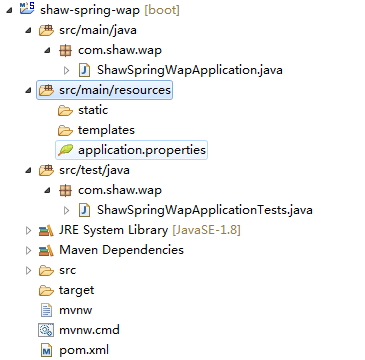 shaw-spring-wap [boot]
src/main/java
com.shaw.wap
ShawSpringWapApplication.java
src/main/resources
static
templates
application.properties
src/test/java
com.shaw.wap
ShawSpringWapApplicationTests.java
JRE System Library [JavaSE-1.8]
Maven Dependencies
src
target
mvnw
mvnw.cmd
pom.xml